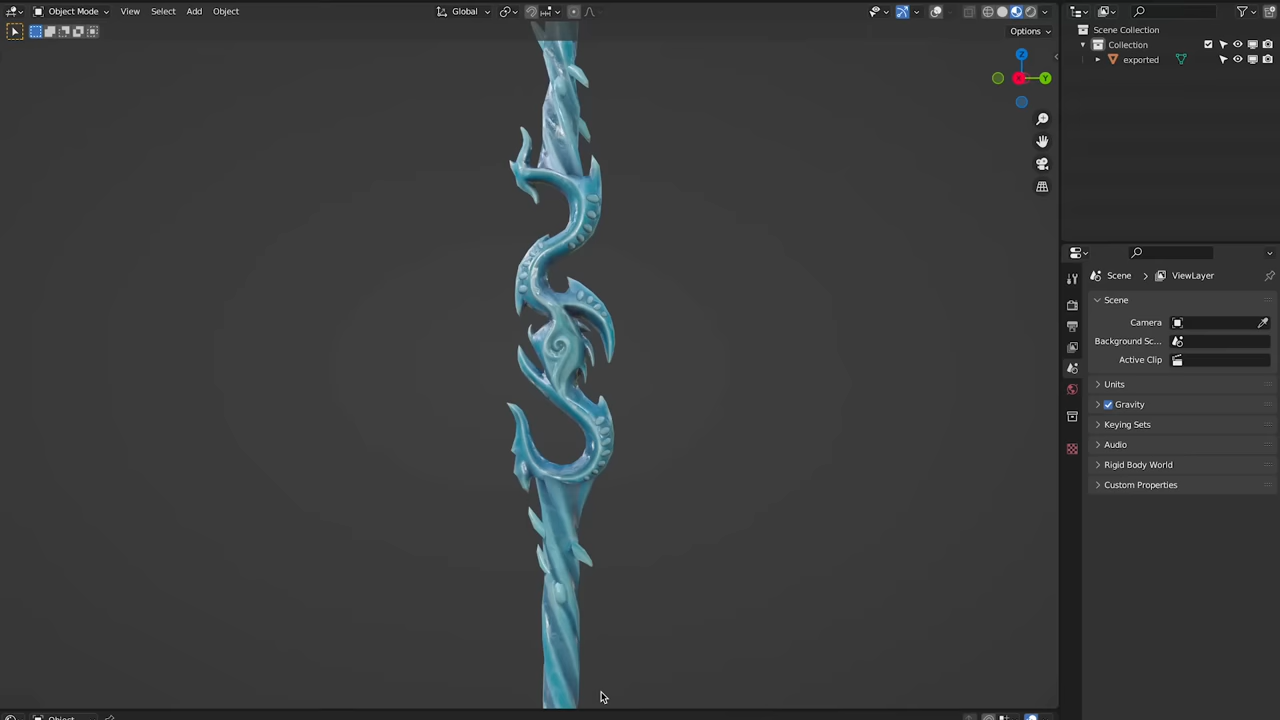 Object Mode View Select Add Object Global
Options
Z
Y
Scene Collection
Collection
exported
Scene ViewLayer
Scene
Camera
Background Sc...
Active Clip
Units
Gravity
Keying Sets
Audio
Rigid Body World
Custom Properties
Object